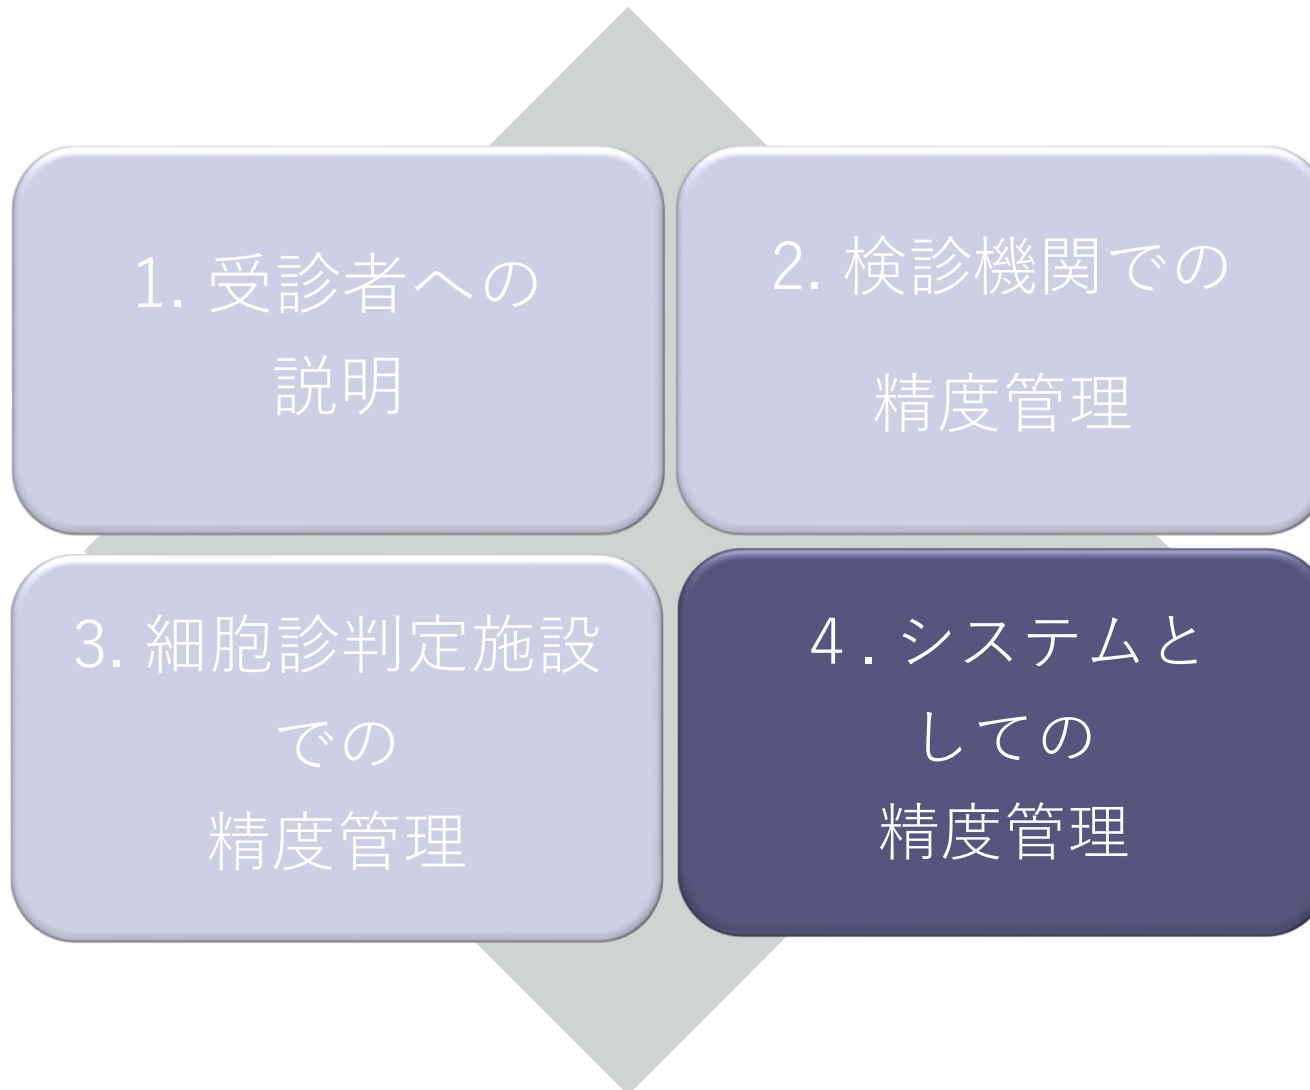 1. 受診者への
説明
2. 検診機関での
精度管理
3. 細胞診判定施設
での
精度管理
４. システムと
しての
精度管理